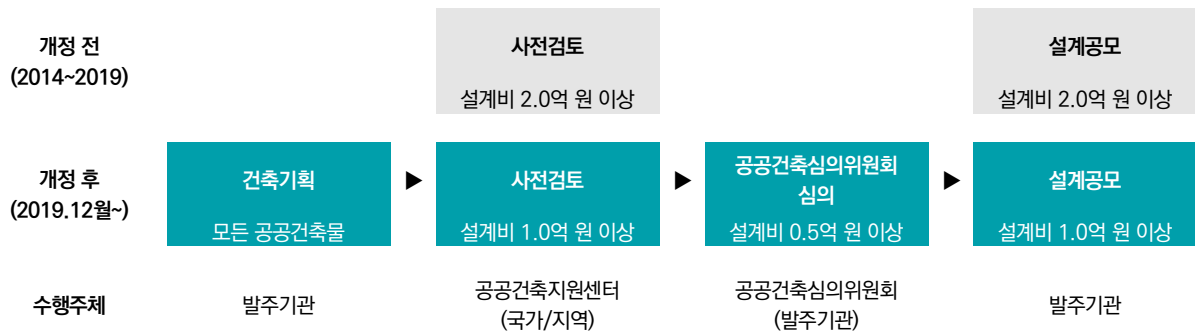 개정 전
(2014~2019)
사전검토
설계비 2.0억 원 이상
설계공모
설계비 2.0억 원 이상
개정 후
(2019.12월~)
건축기획
모든 공공건축물
▶
사전검토
설계비 1.0억 원 이상
▶
공공건축심의위원회
심의
설계비 0.5억 원 이상
▶
설계공모
설계비 1.0억 원 이상
수행주체
발주기관
공공건축지원센터
(국가/지역)
공공건축심의위원회
(발주기관)
발주기관